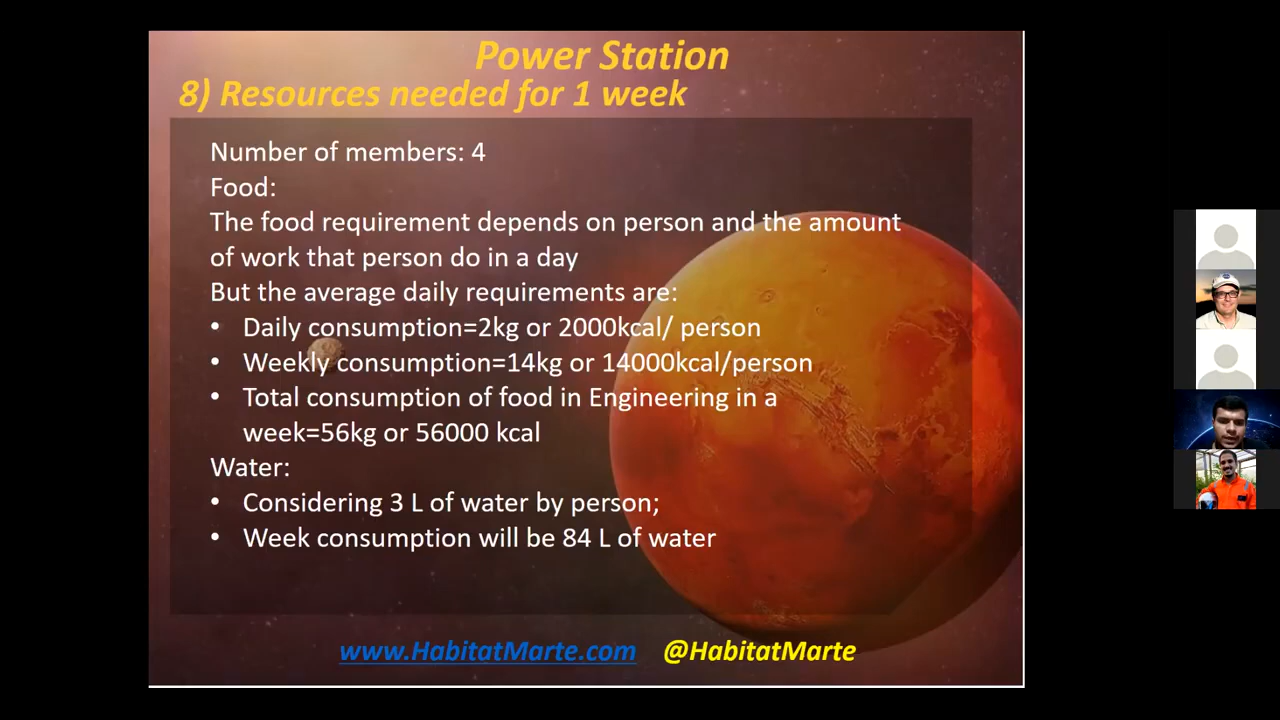 Power Station
8) Resources needed for 1 week
Number of members: 4
Food:
The food requirement depends on person and the amount
of work that person do in a day
But the average daily requirements are:
• Daily consumption=2kg or 2000kcal/ person
• Weekly consumption=14kg or 14000kcal/person
• Total consumption of food in Engineering in a
week=56kg or 56000 kcal
Water:
• Considering 3 L of water by person;
• Week consumption will be 84 L of water
www.HabitatMarte.com @HabitatMarte